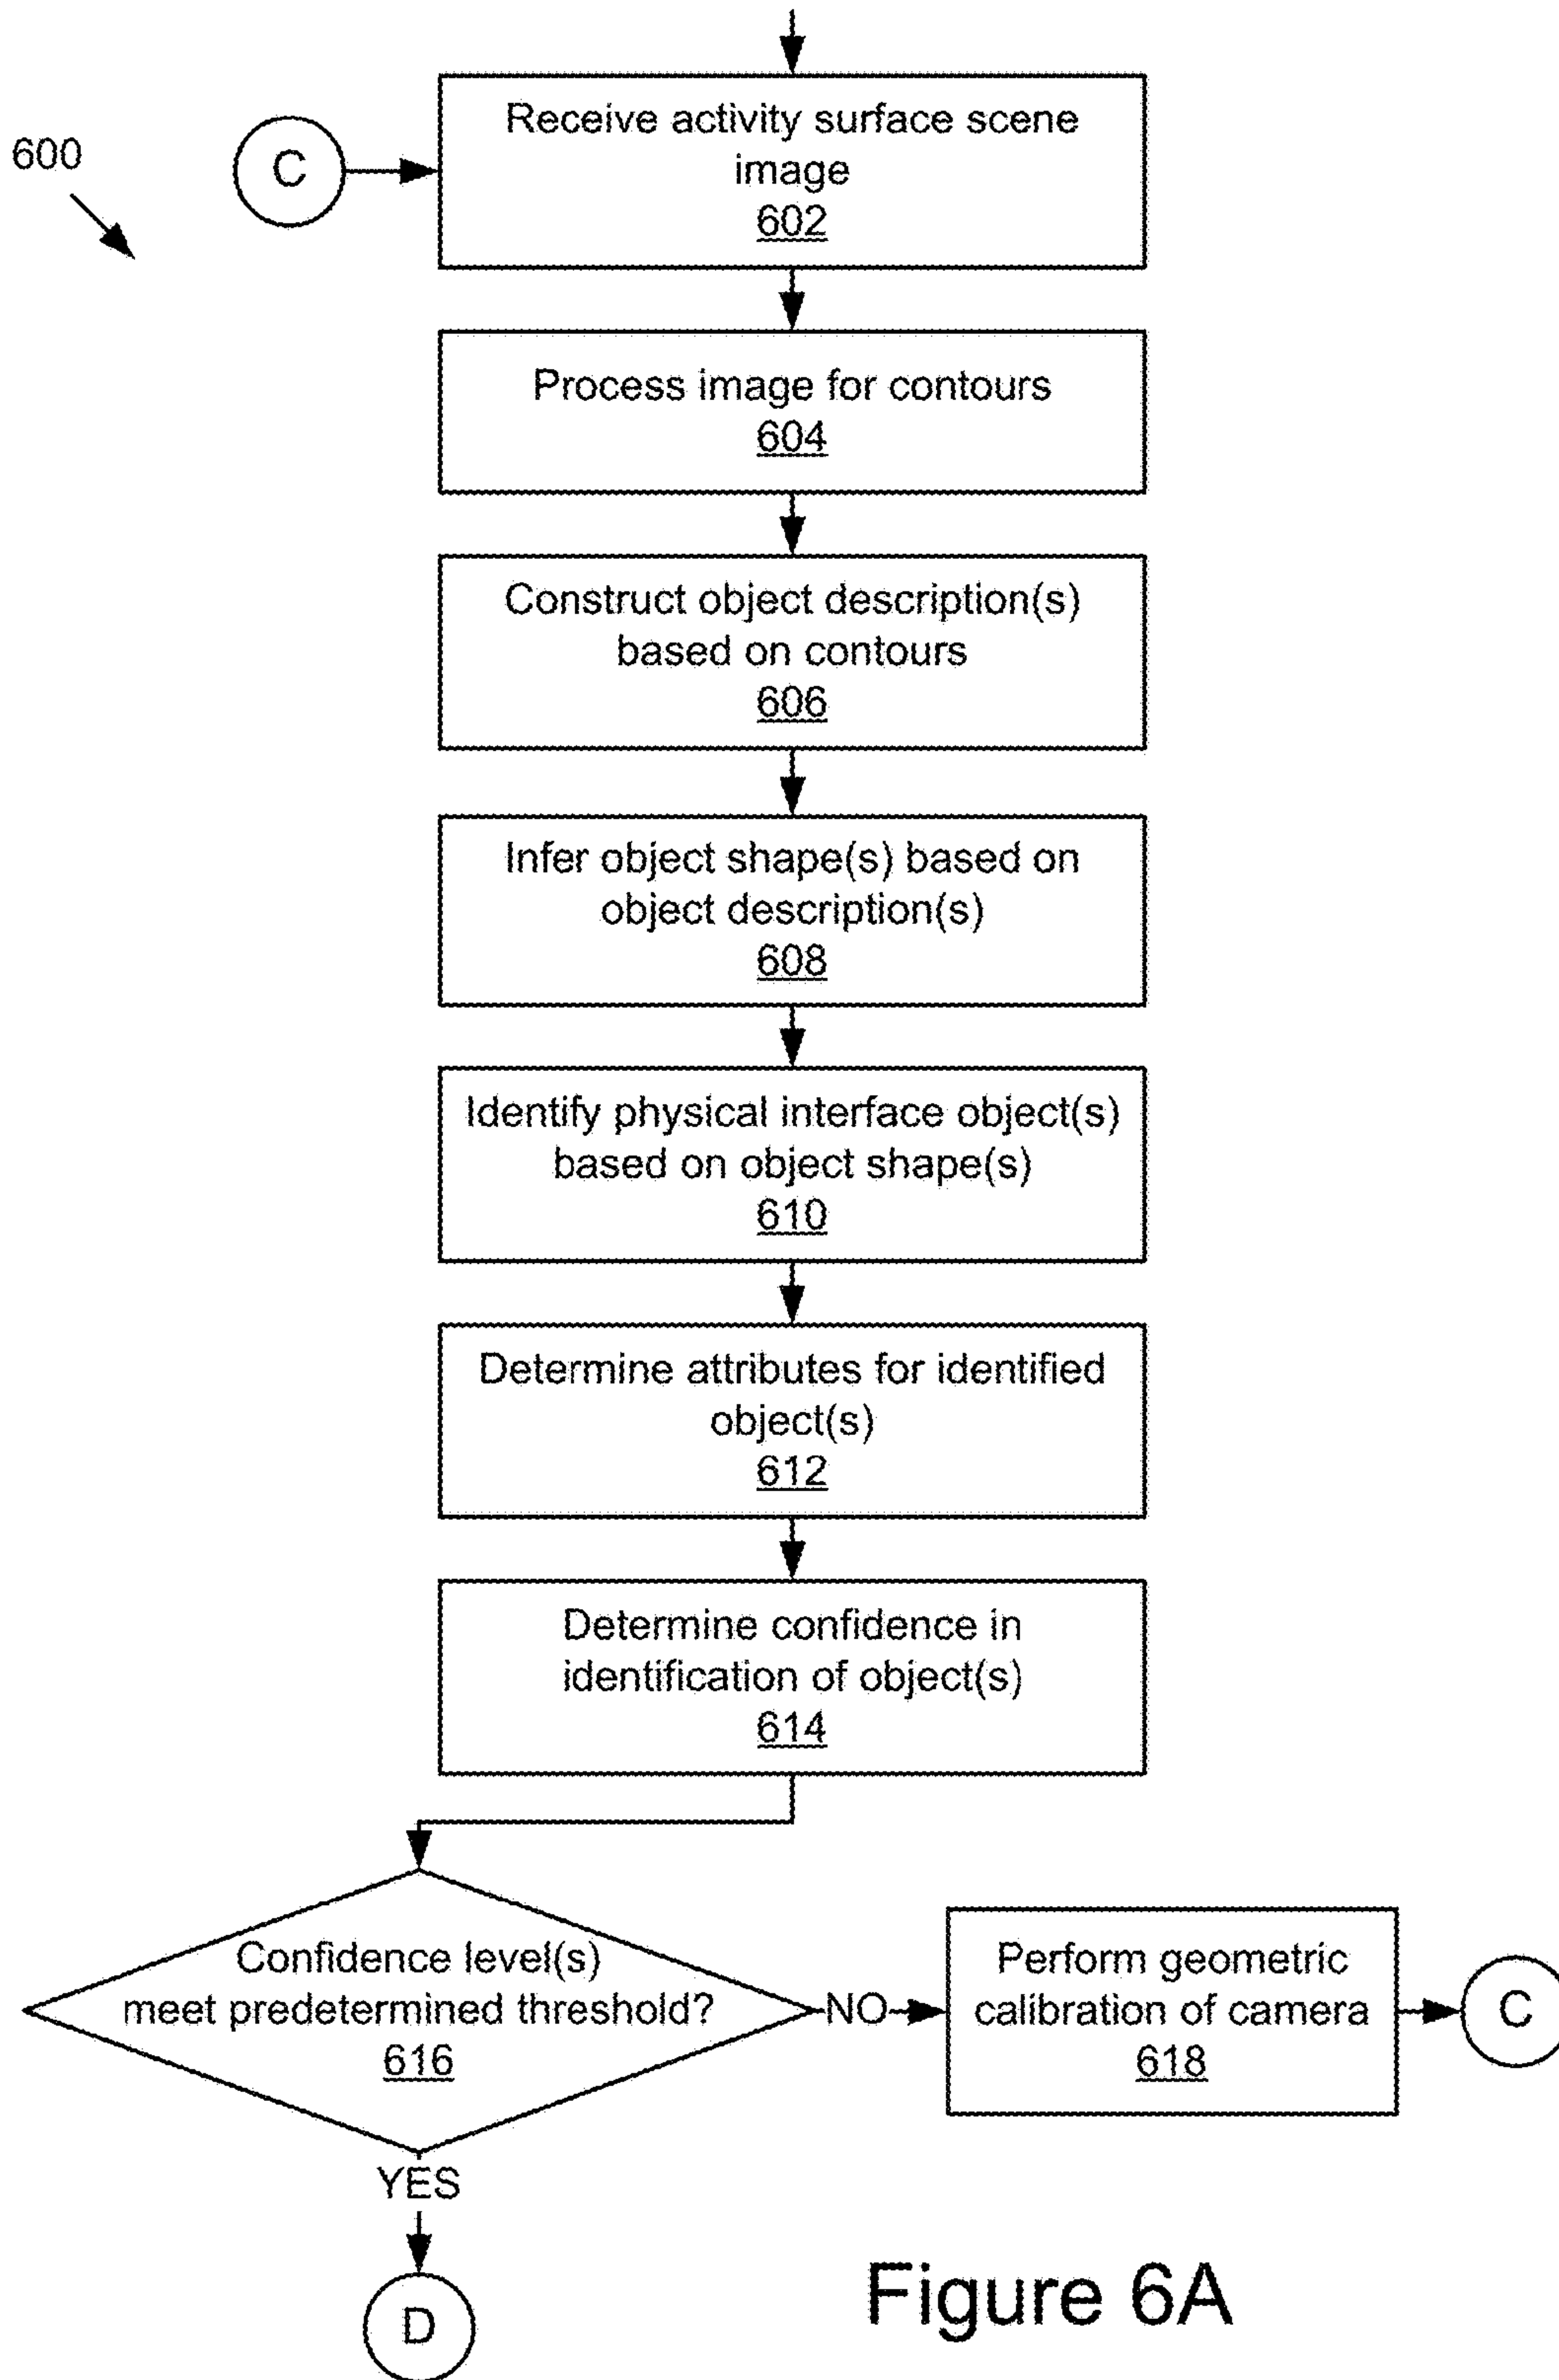 600
C
Receive activity surface scene
image
602
Process image for contours
604
Construct object description(s)
based on contours
606
Infer object shape(s) based on
object description(s)
608
Identify physical interface object(s)
based on object shape(s)
610
Determine attributes for identified
object(s)
612
Determine confidence in
identification of object(s)
614
Confidence level(s)
meet predetermined threshold?
616
NO
Perform geometric
calibration of camera
618
C
YES
D
Figure 6A